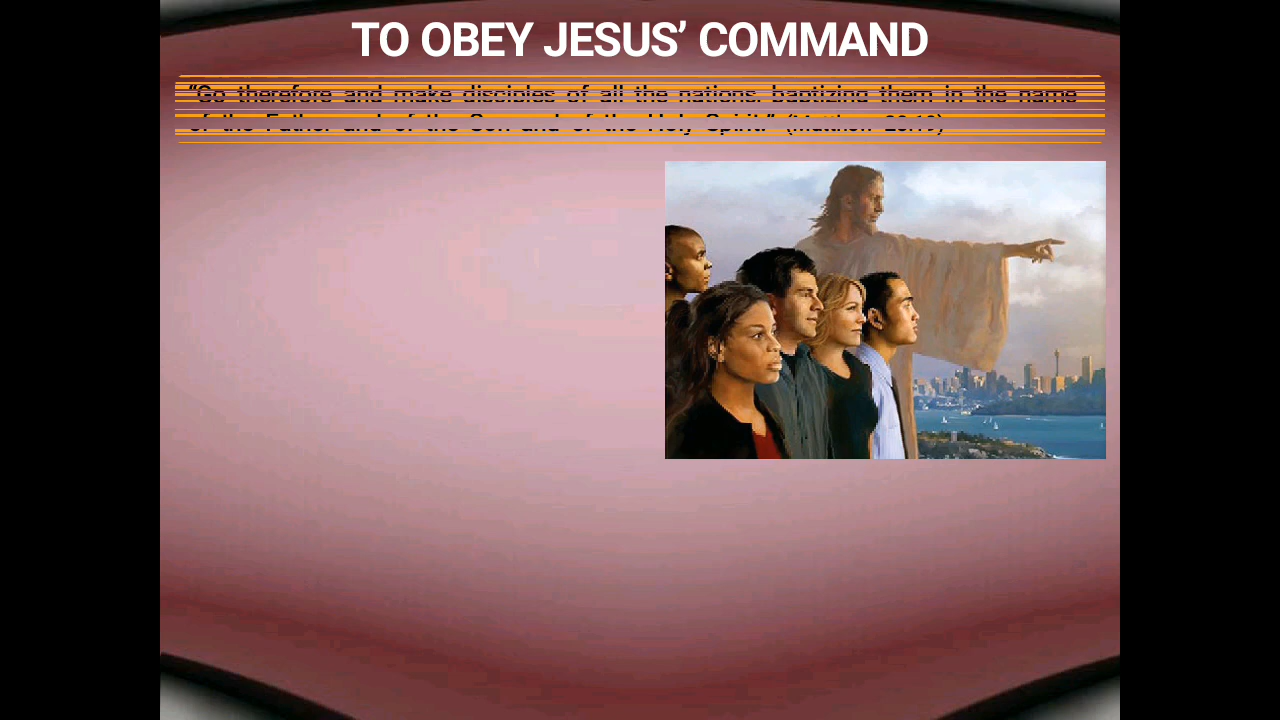 TO OBEY JESUS’ COMMAND
“Go therefore and make disciples of all the nations, baptizing them in the name
of the Father and of the Son and of the Holy Spirit.” (Matthew 28:19)